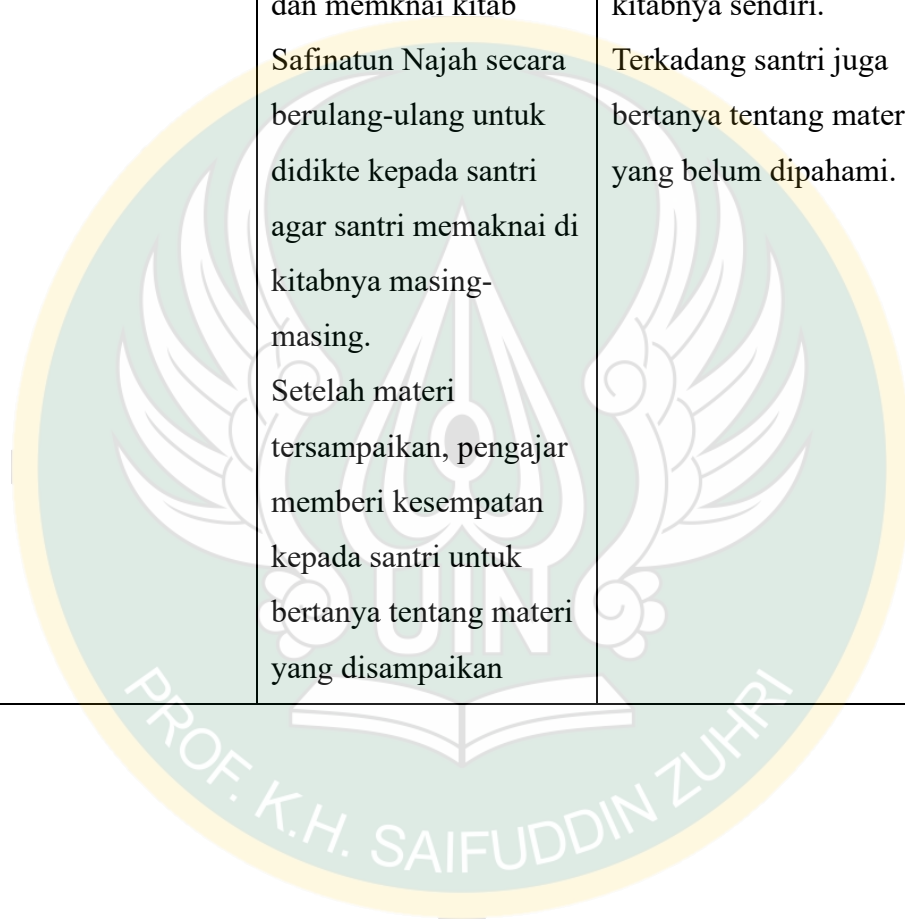 dan memknai kitab
Safinatun Najah secara
berulang-ulang untuk
didikte kepada santri
agar santri memaknai di
kitabnya masing-
masing.
Setelah materi
tersampaikan, pengajar
memberi kesempatan
kepada santri untuk
bertanya tentang materi
yang disampaikan
kitabnya sendiri.
Terkadang santri juga
bertanya tentang mater
yang belum dipahami.
UIN
PROF. K.H. SAIFUDDIN ZUHRI